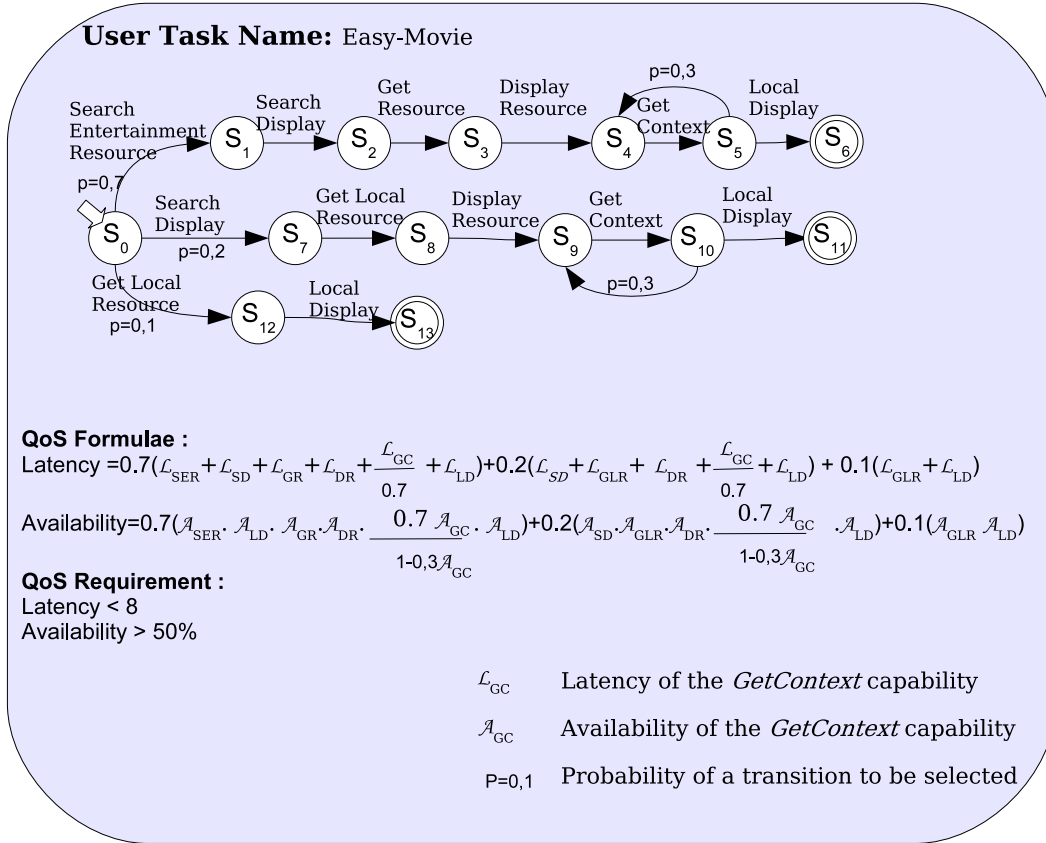 User Task Name: Easy-Movie
Search
Entertainment
Resource
p=0,7
Search
Display
Get
Resource
Display
Resource
Get
Context
p=0,3
Local
Display
S1
S2
S3
S4
S5
S6
S0
Search
Display
p=0,2
Get Local
Resource
Display
Resource
Get
Context
Local
Display
S7
S8
S9
S10
S11
p=0,3
Get Local
Resource
p=0,1
Local
Display
S12
S13
QoS Formulae :
Latency =0.7(ℒSER+ℒSD+ℒGR+ℒDR+ℒGC/0.7 +ℒLD)+0.2(ℒSD+ℒGLR+ ℒDR +ℒGC/0.7+ℒLD) + 0.1(ℒGLR+ℒLD)
Availability=0.7(𝒜SER. 𝒜LD. 𝒜GR.𝒜DR. 0.7 𝒜GC/1-0,3𝒜GC. 𝒜LD)+0.2(𝒜SD.𝒜GLR.𝒜DR. 0.7 𝒜GC/1-0,3𝒜GC .𝒜LD)+0.1(𝒜GLR 𝒜LD)
QoS Requirement :
Latency < 8
Availability > 50%
ℒGC Latency of the GetContext capability
𝒜GC Availability of the GetContext capability
P=0,1 Probability of a transition to be selected